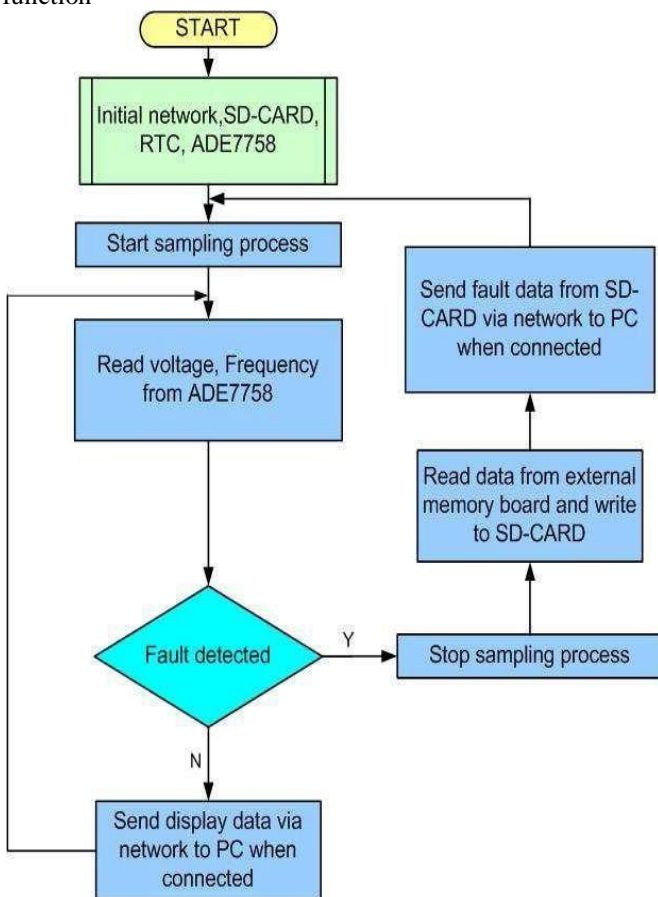 function
START
Initial network,SD-CARD,
RTC, ADE7758
Start sampling process
Read voltage, Frequency
from ADE7758
Fault detected
Y
N
Send display data via
network to PC when
connected
Stop sampling process
Read data from external
memory board and write
to SD-CARD
Send fault data from SD-
CARD via network to PC
when connected